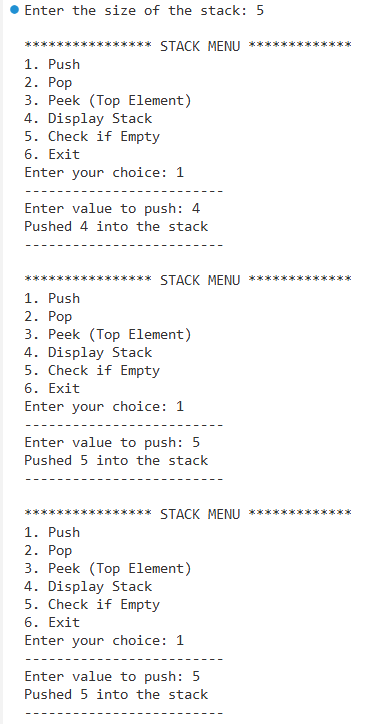 Enter the size of the stack: 5
**************** STACK MENU *************
1. Push
2. Pop
3. Peek (Top Element)
4. Display Stack
5. Check if Empty
6. Exit
Enter your choice: 1
-------------------------
Enter value to push: 4
Pushed 4 into the stack
-------------------------
**************** STACK MENU *************
1. Push
2. Pop
3. Peek (Top Element)
4. Display Stack
5. Check if Empty
6. Exit
Enter your choice: 1
-------------------------
Enter value to push: 5
Pushed 5 into the stack
-------------------------
**************** STACK MENU *************
1. Push
2. Pop
3. Peek (Top Element)
4. Display Stack
5. Check if Empty
6. Exit
Enter your choice: 1
-------------------------
Enter value to push: 5
Pushed 5 into the stack
-------------------------